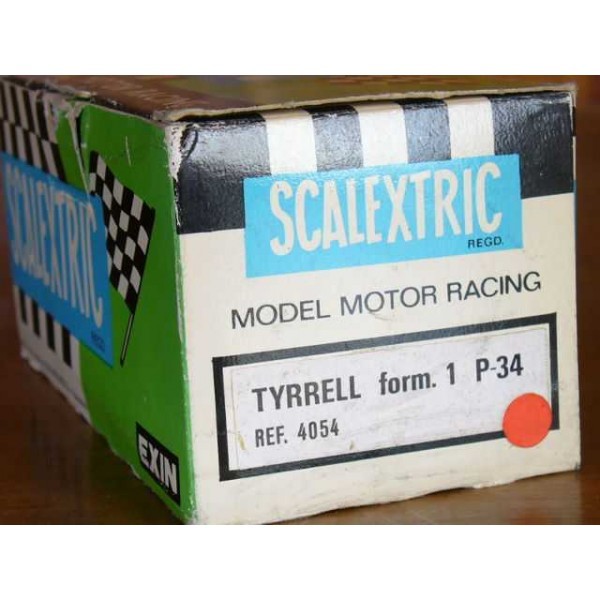 SCALEXTRIC
REGD.
EXIN
SCALEXTRIC
REGD.
MODEL MOTOR RACING
TYRRELL form. 1 P-34
REF. 4054